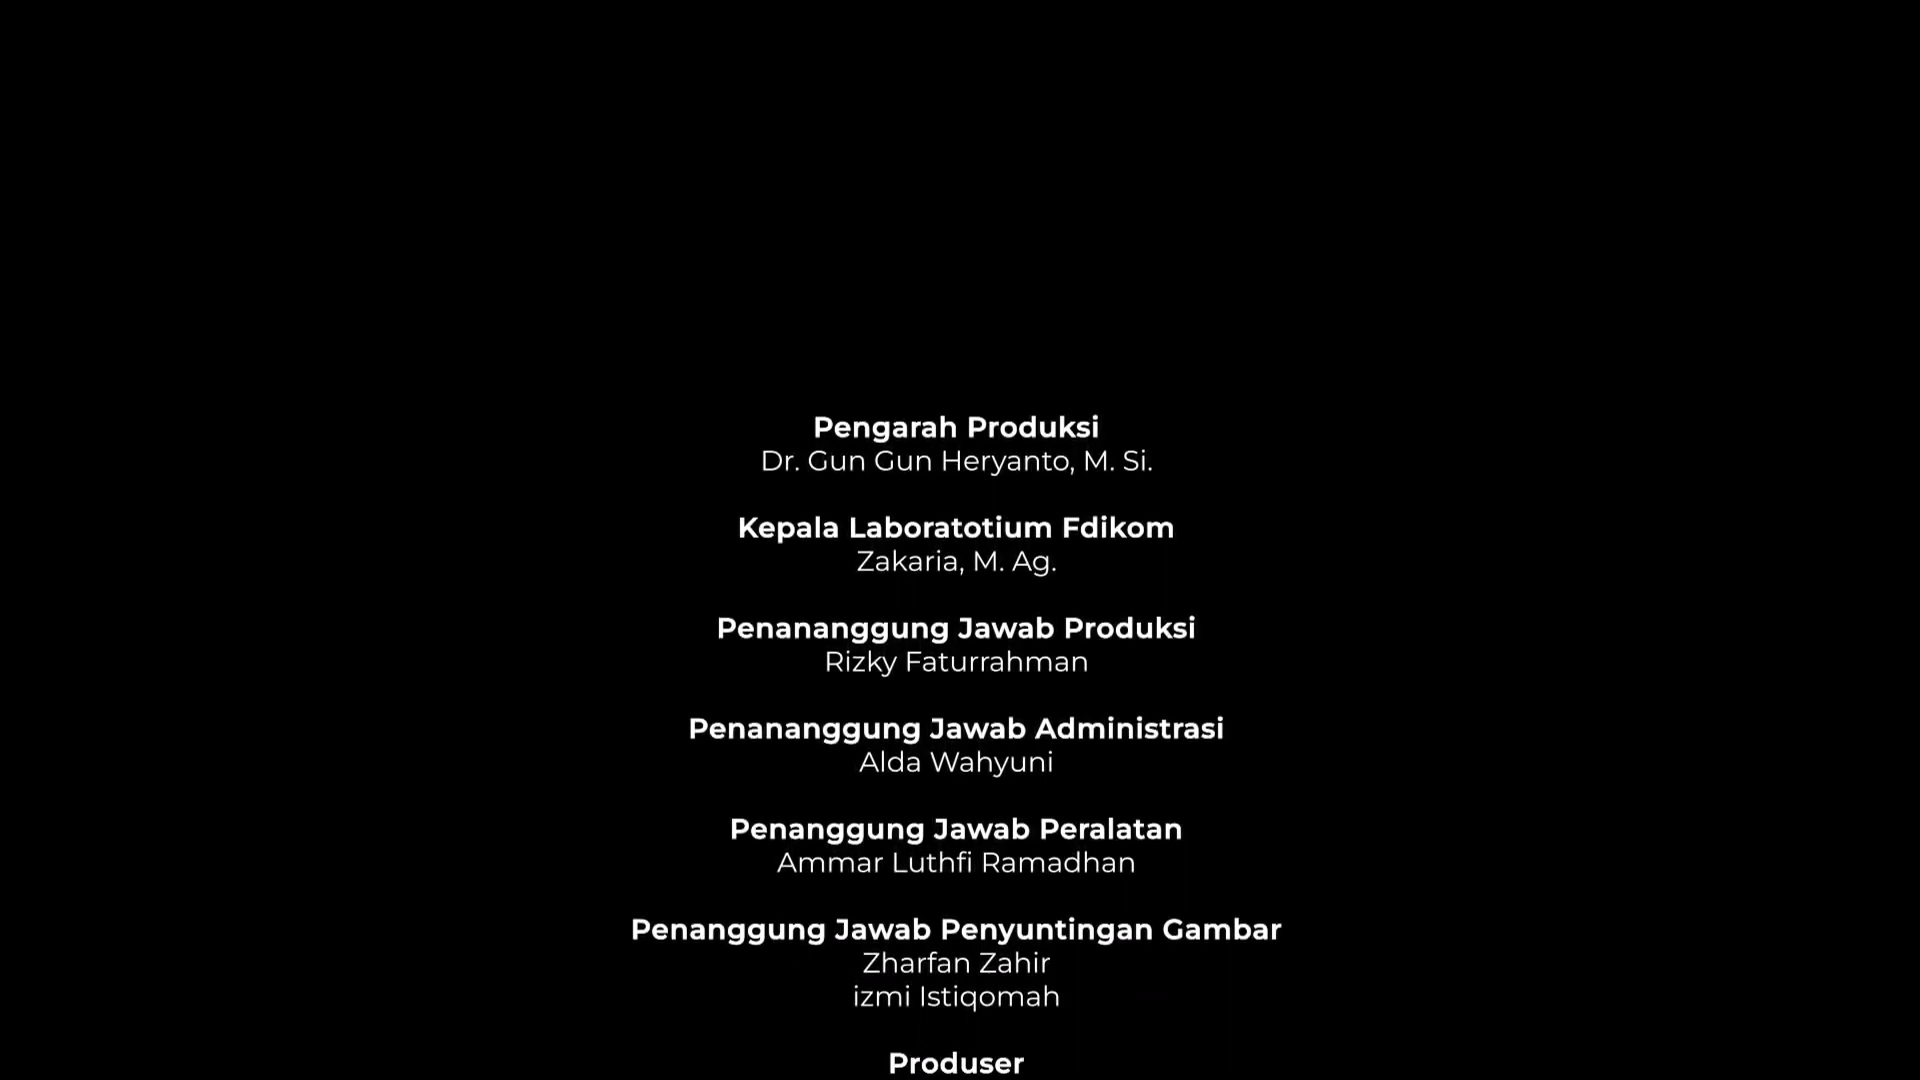 Pengarah Produksi
Dr. Gun Gun Heryanto, M. Si.
Kepala Laboratotium Fdikom
Zakaria, M. Ag.
Penananggung Jawab Produksi
Rizky Faturrahman
Penananggung Jawab Administrasi
Alda Wahyuni
Penanggung Jawab Peralatan
Ammar Luthfi Ramadhan
Penanggung Jawab Penyuntingan Gambar
Zharfan Zahir
izmi Istiqomah
Produser